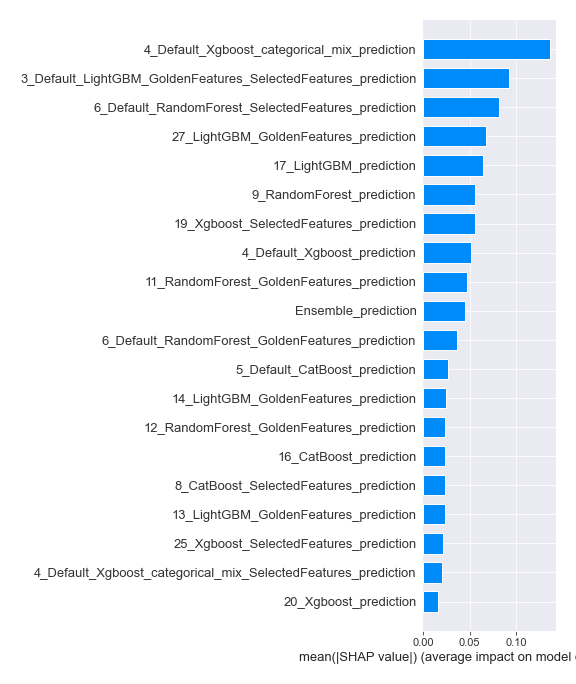 4_Default_Xgboost_categorical_mix_prediction
3_Default_LightGBM_GoldenFeatures_SelectedFeatures_prediction
6_Default_RandomForest_SelectedFeatures_prediction
27_LightGBM_GoldenFeatures_prediction
17_LightGBM_prediction
9_RandomForest_prediction
19_Xgboost_SelectedFeatures_prediction
4_Default_Xgboost_prediction
11_RandomForest_GoldenFeatures_prediction
Ensemble_prediction
6_Default_RandomForest_GoldenFeatures_prediction
5_Default_CatBoost_prediction
14_LightGBM_GoldenFeatures_prediction
12_RandomForest_GoldenFeatures_prediction
16_CatBoost_prediction
8_CatBoost_SelectedFeatures_prediction
13_LightGBM_GoldenFeatures_prediction
25_Xgboost_SelectedFeatures_prediction
4_Default_Xgboost_categorical_mix_SelectedFeatures_prediction
20_Xgboost_prediction
0.00 0.05 0.10
mean(|SHAP value|) (average impact on model